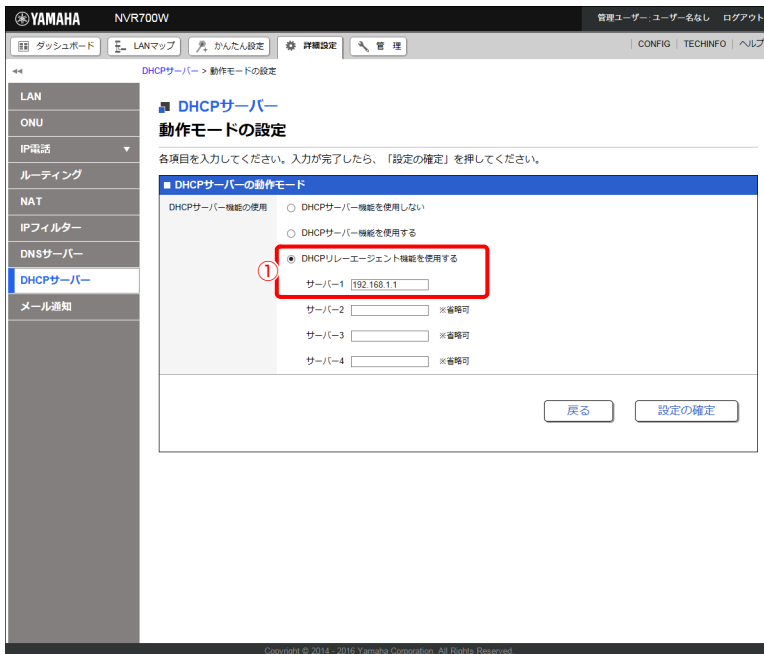 YAMAHA NVR700W 管理ユーザー:ユーザー名なし ログアウト
ダッシュボード LANマップ かんたん設定 詳細設定 管 理 CONFIG TECHINFO ヘルプ
DHCPサーバー > 動作モードの設定
LAN
ONU
IP電話
ルーティング
NAT
IPフィルター
DNSサーバー
DHCPサーバー
メール通知
DHCPサーバー
動作モードの設定
各項目を入力してください。入力が完了したら、「設定の確定」を押してください。
■ DHCPサーバーの動作モード
DHCPサーバー機能の使用 DHCPサーバー機能を使用しない
DHCPサーバー機能を使用する
① DHCPリレーエージェント機能を使用する
サーバー1 192.168.1.1
サーバー2 ※省略可
サーバー3 ※省略可
サーバー4 ※省略可
戻る 設定の確定
Copyright © 2014 - 2016 Yamaha Corporation. All Rights Reserved.